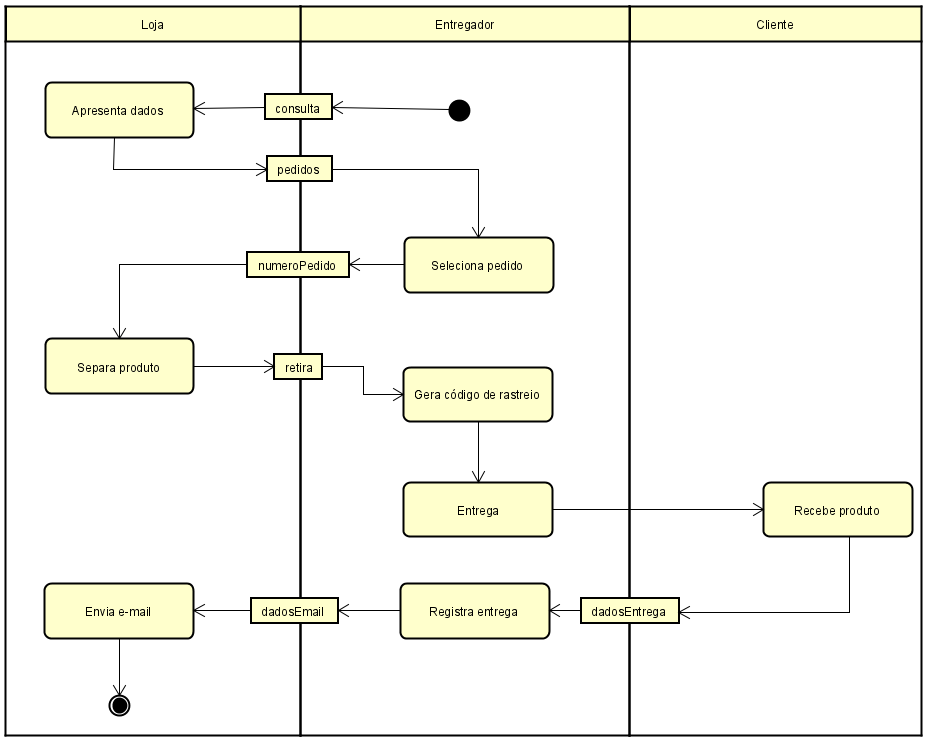 Loja
Entregador
Cliente
Apresenta dados
consulta
pedidos
numeroPedido
Seleciona pedido
Separa produto
retira
Gera código de rastreio
Entrega
Recebe produto
Envia e-mail
dadosEmail
Registra entrega
dadosEntrega